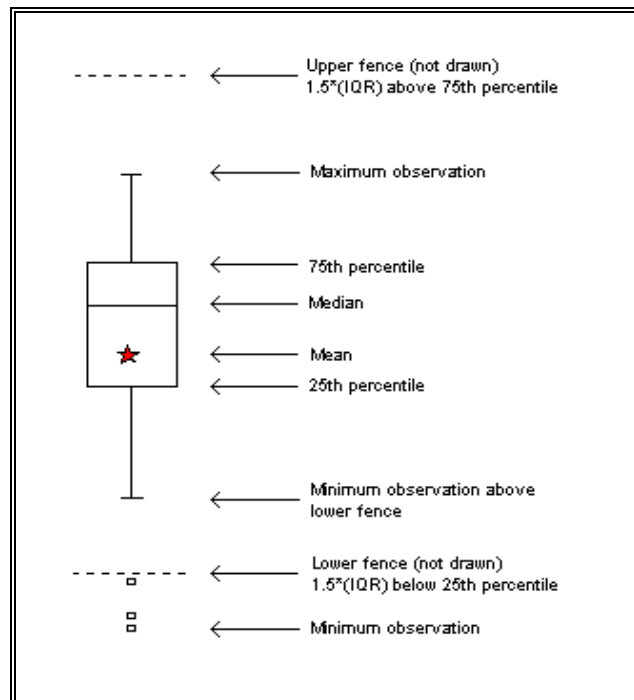 Upper fence (not drawn)
1.5*(IQR) above 75th percentile
Maximum observation
75th percentile
Median
Mean
25th percentile
Minimum observation above
lower fence
Lower fence (not drawn)
1.5*(IQR) below 25th percentile
Minimum observation